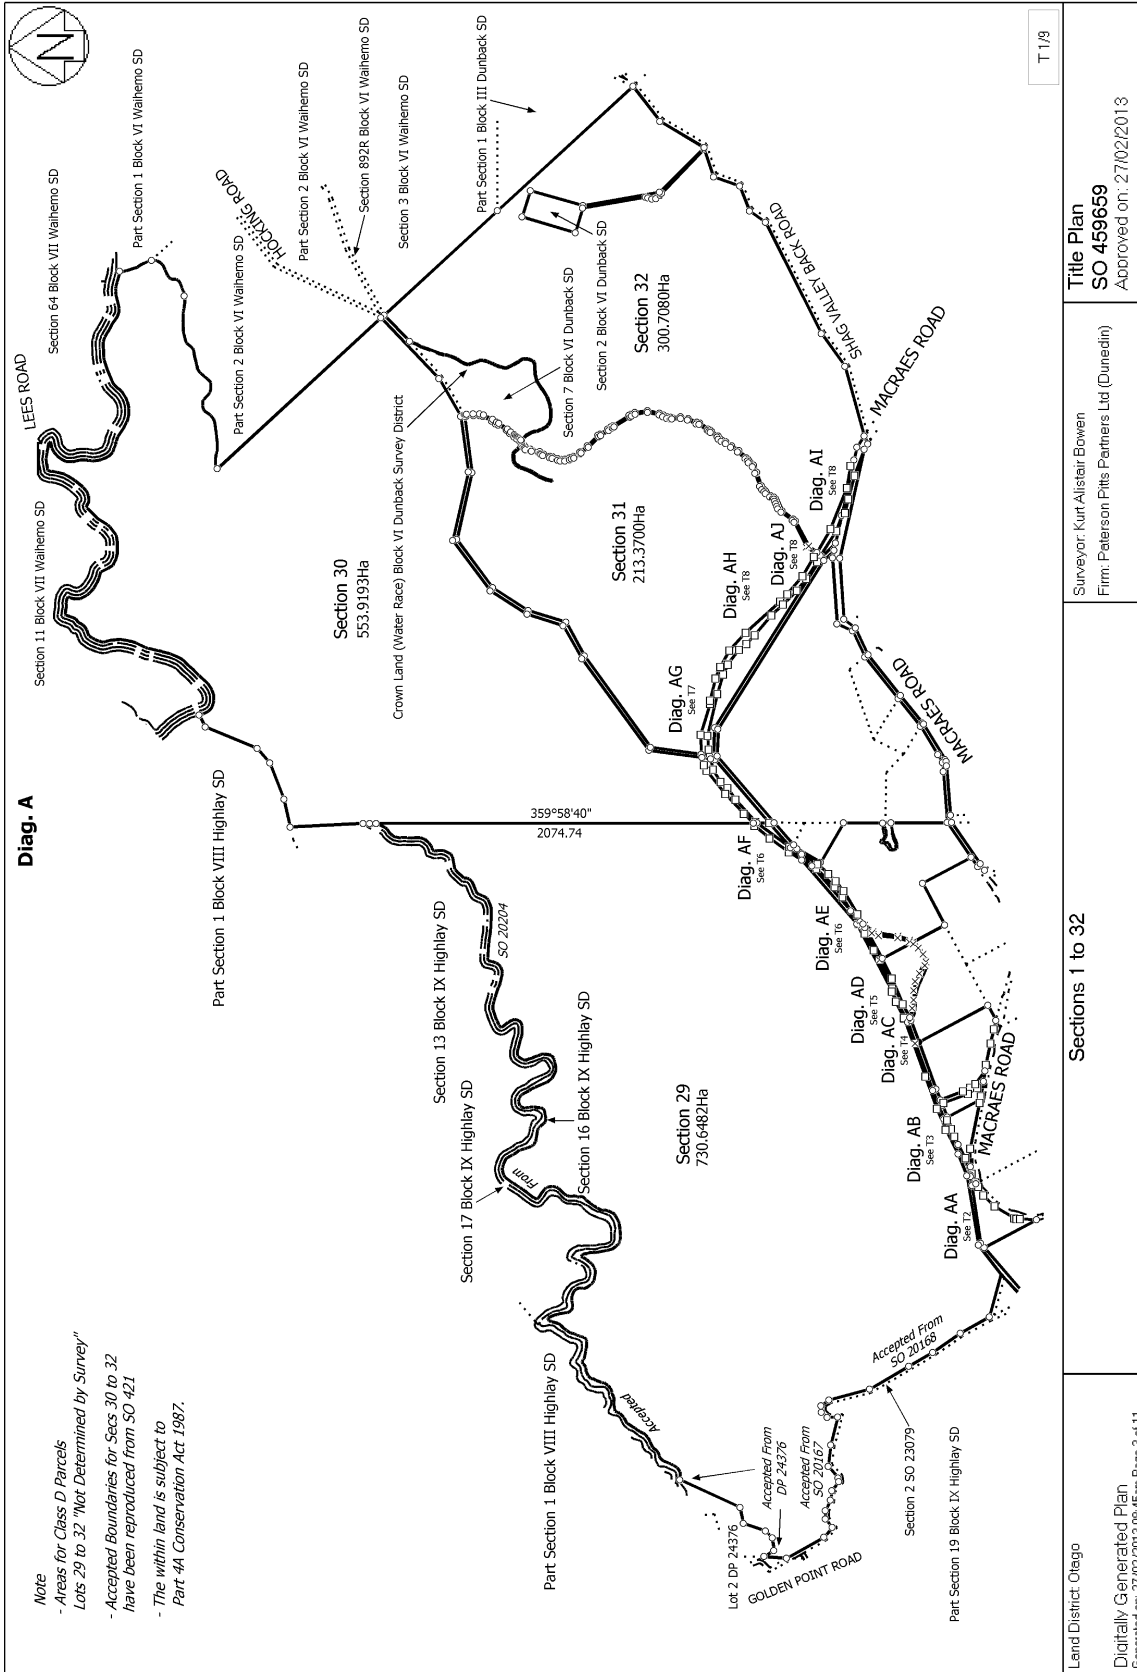 Diag. A
Note
- Areas for Class D Parcels
Lots 29 to 32 "Not Determined by Survey"
- Accepted Boundaries for Secs 30 to 32
have been reproduced from SO 421
- The within land is subject to
Part 4A Conservation Act 1987.
N
LEES ROAD
Section 64 Block VII Waihemo SD
Section 11 Block VII Waihemo SD
Part Section 1 Block VI Waihemo SD
Part Section 2 Block VI Waihemo SD
HOCKING ROAD
Part Section 2 Block VI Waihemo SD
Section 892R Block VI Waihemo SD
Section 3 Block VI Waihemo SD
Part Section 1 Block III Dunback SD
Part Section 1 Block VIII Highlay SD
Section 30
553.9193Ha
Crown Land (Water Race) Block VI Dunback Survey District
Section 7 Block VI Dunback SD
Section 2 Block VI Dunback SD
Section 32
300.7080Ha
Section 31
213.3700Ha
SHAG VALLEY BACK ROAD
MACRAES ROAD
359°58'40"
2074.74
Section 13 Block IX Highlay SD
SO 20204
Section 17 Block IX Highlay SD
From
Section 16 Block IX Highlay SD
Part Section 1 Block VIII Highlay SD
Accepted
Section 29
730.6482Ha
Diag. AI
See T8
Diag. AJ
See T8
Diag. AH
See T8
Diag. AG
See T7
Diag. AF
See T6
Diag. AE
See T6
Diag. AD
See T5
Diag. AC
See T4
Diag. AB
See T3
Diag. AA
See T2
MACRAES ROAD
MACRAES ROAD
Lot 2 DP 24376
Accepted From
DP 24376
Accepted From
SO 20167
GOLDEN POINT ROAD
Accepted From
SO 20168
Section 2 SO 23079
Part Section 19 Block IX Highlay SD
T 1/9
Land District: Otago
Digitally Generated Plan
Generated on: 27/02/2013 09:45am Page 3 of 11
Sections 1 to 32
Surveyor: Kurt Alistair Bowen
Firm: Paterson Pitts Partners Ltd (Dunedin)
Title Plan
SO 459659
Approved on: 27/02/2013